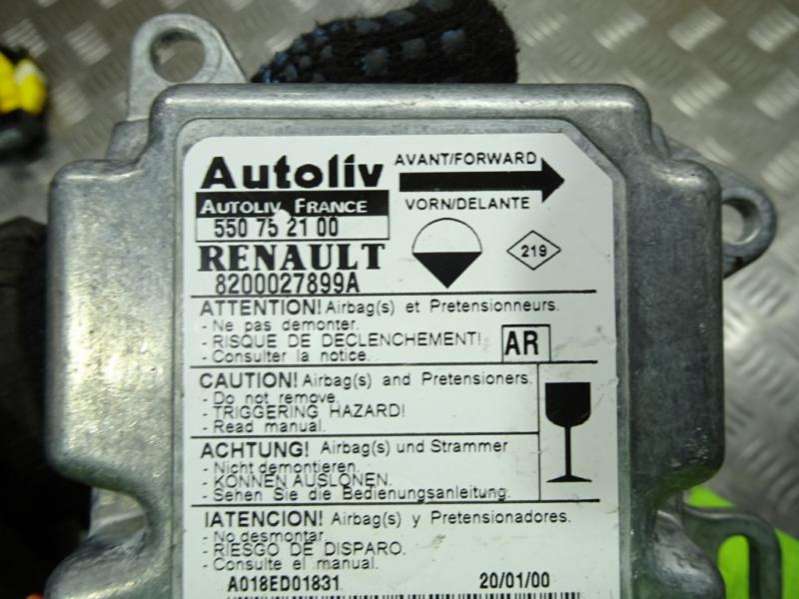 Autoliv
AVANT/FORWARD
AUTOLIV FRANCE
VORN/DELANTE
550 75 21 00
RENAULT
219
8200027899A
ATTENTION! Airbag(s) et Pretensionneurs.
- Ne pas demonter.
- RISQUE DE DECLENCHEMENT!
- Consulter la notice.
AR
CAUTION! Airbag(s) and Pretensioners.
- Do not remove.
- TRIGGERING HAZARD!
- Read manual.
ACHTUNG! Airbag(s) und Strammer
- Nicht demontieren.
- KONNEN AUSLONEN.
- Sehen Sie die Bedienungsanleitung.
!ATENCION! Airbag(s) y Pretensionadores.
- No desmontar
- RIESGO DE DISPARO.
- Consulte el manual.
A018ED01831
20/01/00